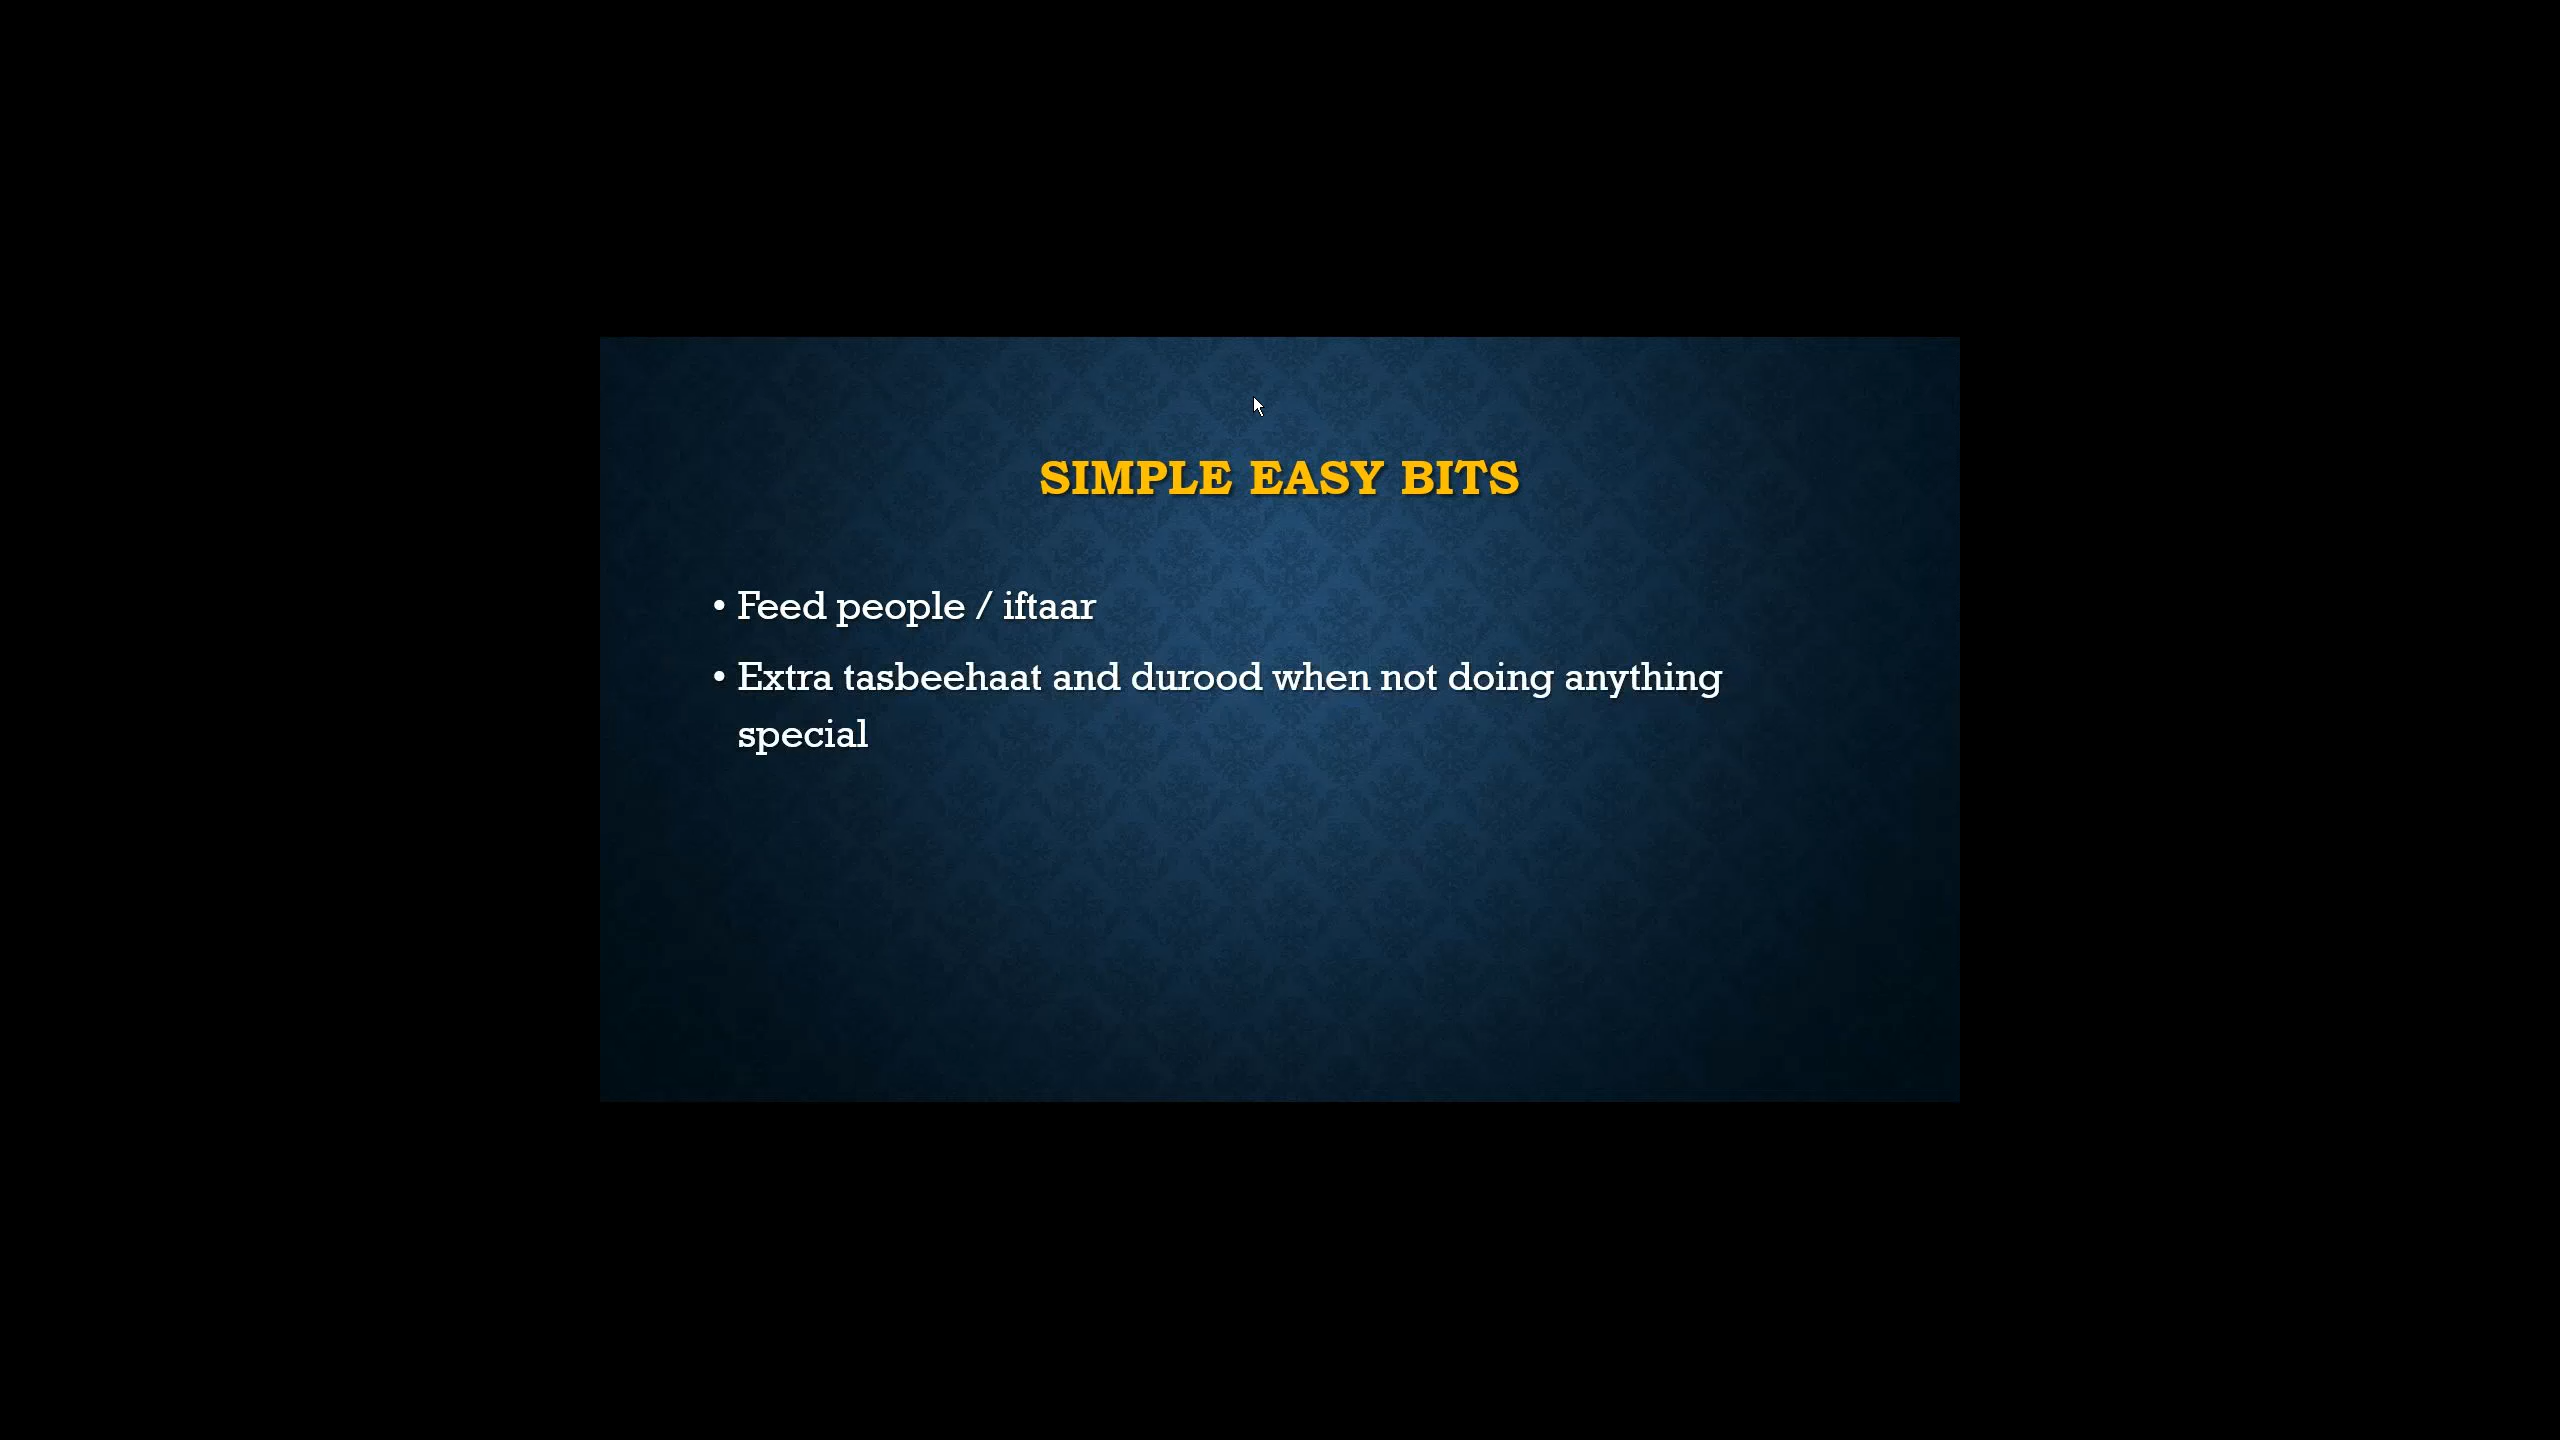 SIMPLE EASY BITS
• Feed people / iftaar
• Extra tasbeehaat and durood when not doing anything
special